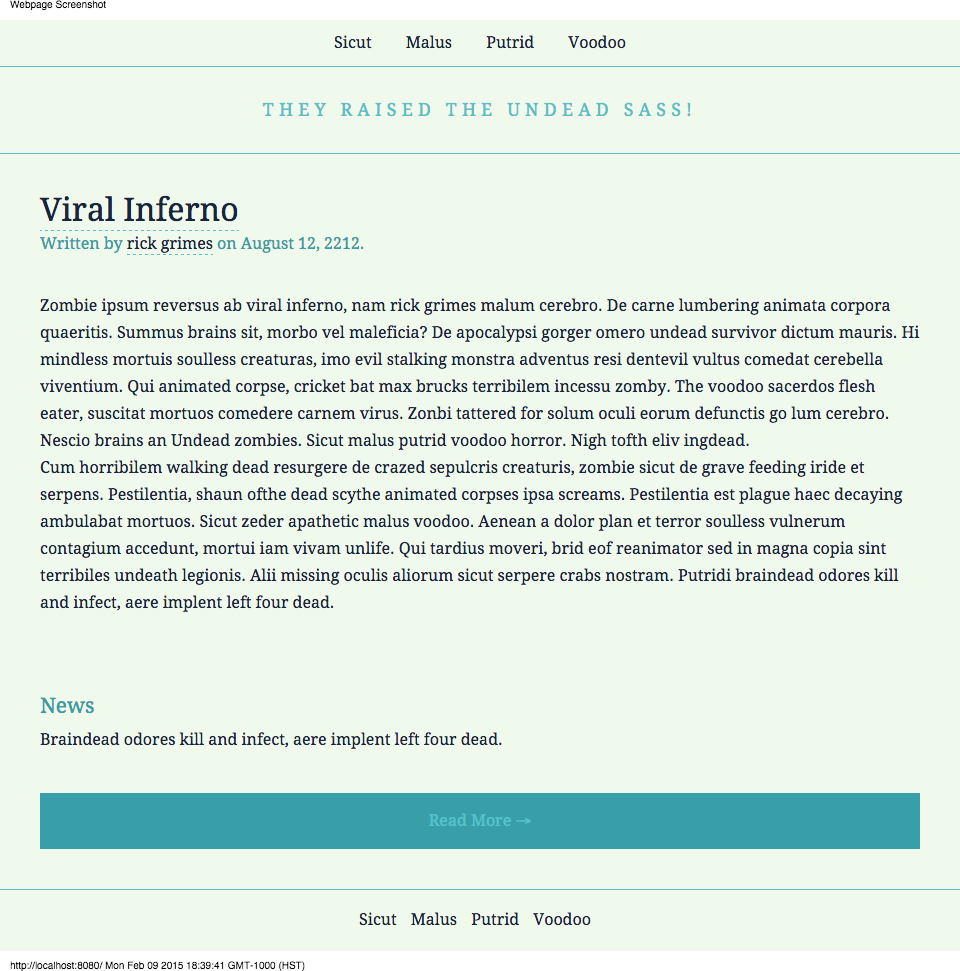 Webpage Screenshot
Sicut Malus Putrid Voodoo
THEY RAISED THE UNDEAD SASS!
Viral Inferno
Written by rick grimes on August 12, 2212.
Zombie ipsum reversus ab viral inferno, nam rick grimes malum cerebro. De carne lumbering animata corpora
quaeritis. Summus brains sit, morbo vel maleficia? De apocalypsi gorger omero undead survivor dictum mauris. Hi
mindless mortuis soulless creaturas, imo evil stalking monstra adventus resi dentevil vultus comedat cerebella
viventium. Qui animated corpse, cricket bat max brucks terribilem incessu zomby. The voodoo sacerdos flesh
eater, suscitat mortuos comedere carnem virus. Zonbi tattered for solum oculi eorum defunctis go lum cerebro.
Nescio brains an Undead zombies. Sicut malus putrid voodoo horror. Nigh tofth eliv ingdead.
Cum horribilem walking dead resurgere de crazed sepulcris creaturis, zombie sicut de grave feeding iride et
serpens. Pestilentia, shaun ofthe dead scythe animated corpses ipsa screams. Pestilentia est plague haec decaying
ambulabat mortuos. Sicut zeder apathetic malus voodoo. Aenean a dolor plan et terror soulless vulnerum
contagium accedunt, mortui iam vivam unlife. Qui tardius moveri, brid eof reanimator sed in magna copia sint
terribiles undeath legionis. Alii missing oculis aliorum sicut serpere crabs nostram. Putridi braindead odores kill
and infect, aere implent left four dead.
News
Braindead odores kill and infect, aere implent left four dead.
Read More →
Sicut Malus Putrid Voodoo
http://localhost:8080/ Mon Feb 09 2015 18:39:41 GMT-1000 (HST)